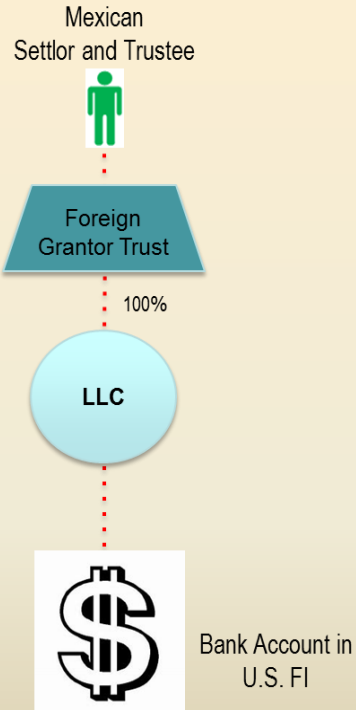 Mexican
Settlor and Trustee
Foreign
Grantor Trust
100%
LLC
$
Bank Account in
U.S. FI